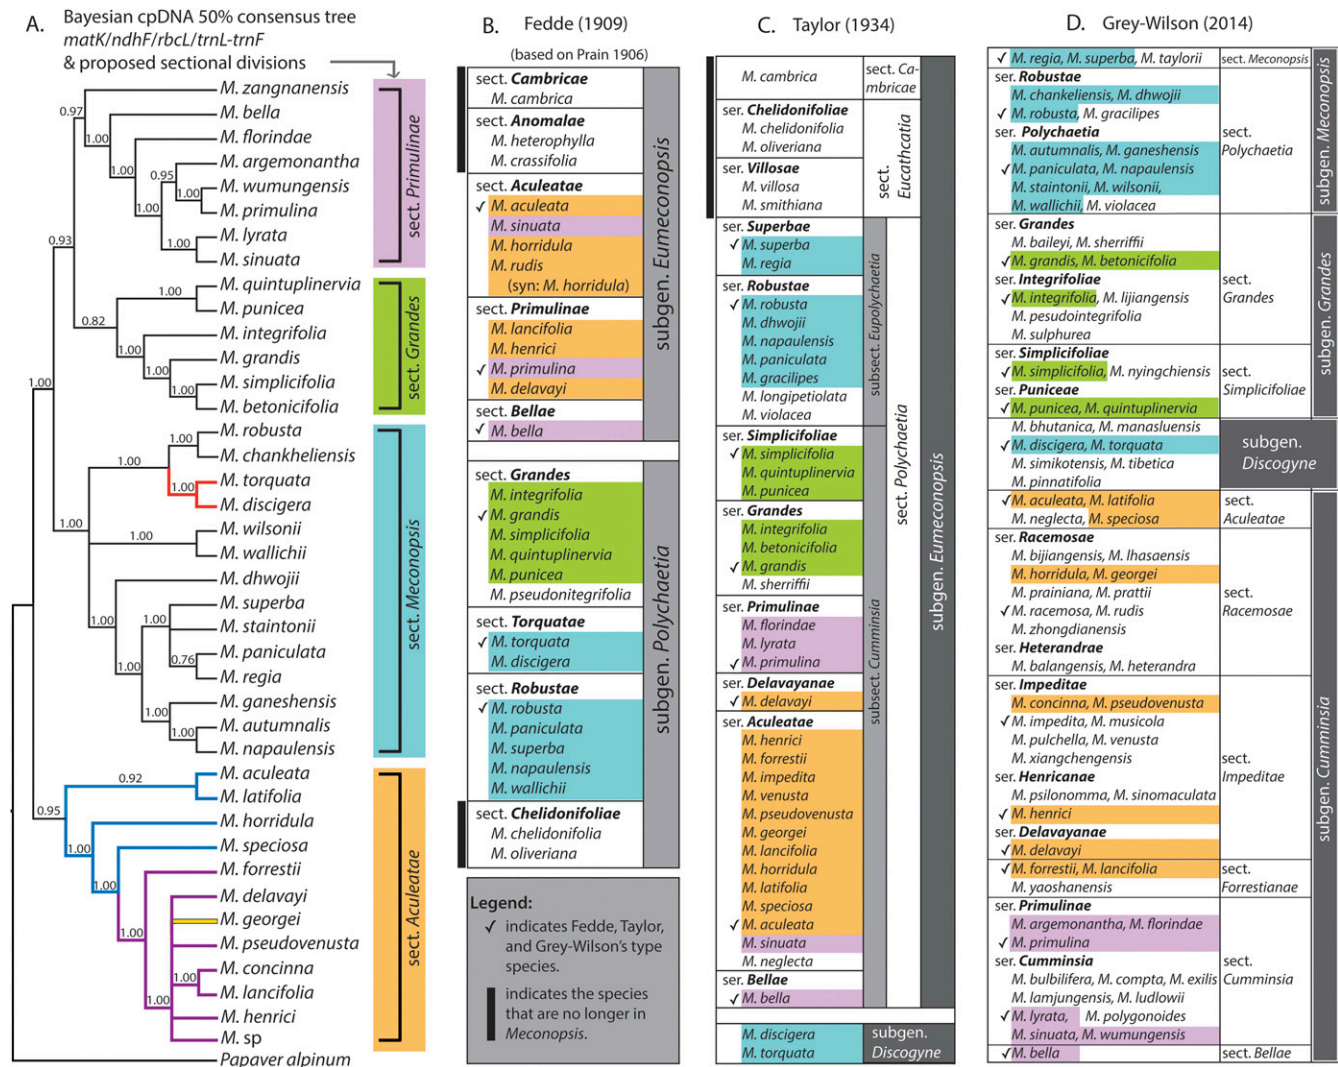 A.
Bayesian cpDNA 50% consensus tree
matK/ndhF/rbcL/trnL-trnF
& proposed sectional divisions
M. zangnanensis
M. bella
M. florindae
M. argemonantha
M. wumungensis
M. primulina
M. lyrata
M. sinuata
M. quintuplinervia
M. punicea
M. integrifolia
M. grandis
M. simplicifolia
M. betonicifolia
M. robusta
M. chankheliensis
M. torquata
M. discigera
M. wilsonii
M. wallichii
M. dhwojii
M. superba
M. staintonii
M. paniculata
M. regia
M. ganeshensis
M. autumnalis
M. napaulensis
M. aculeata
M. latifolia
M. horridula
M. speciosa
M. forrestii
M. delavayi
M. georgei
M. pseudovenusta
M. concinna
M. lancifolia
M. henrici
M. sp
Papaver alpinum
0.97
1.00
1.00
0.95
1.00
1.00
1.00
0.93
1.00
0.82
1.00
1.00
1.00
1.00
1.00
1.00
1.00
1.00
1.00
1.00
1.00
1.00
0.76
1.00
1.00
0.92
0.95
1.00
1.00
1.00
1.00
1.00
sect. Primulinae
sect. Grandes
sect. Meconopsis
sect. Aculeatae
B.
Fedde (1909)
(based on Prain 1906)
sect. Cambricae
M. cambrica
sect. Anomalae
M. heterophylla
M. crassifolia
sect. Aculeatae
✓ M. aculeata
M. sinuata
M. horridula
M. rudis
(syn: M. horridula)
sect. Primulinae
M. lancifolia
M. henrici
✓ M. primulina
M. delavayi
sect. Bellae
✓ M. bella
subgen. Eumeconopsis
sect. Grandes
M. integrifolia
✓ M. grandis
M. simplicifolia
M. quintuplinervia
M. punicea
M. pseudonitegrifolia
sect. Torquatae
✓ M. torquata
M. discigera
sect. Robustae
✓ M. robusta
M. paniculata
M. superba
M. napaulensis
M. wallichii
sect. Chelidonifoliae
M. chelidonifolia
M. oliveriana
subgen. Polychaetia
Legend:
✓ indicates Fedde, Taylor,
and Grey-Wilson's type
species.
indicates the species
that are no longer in
Meconopsis.
C.
Taylor (1934)
M. cambrica
sect. Ca-
mbricae
ser. Chelidonifoliae
M. chelidonifolia
M. oliveriana
ser. Villosae
M. villosa
M. smithiana
sect.
Eucathcatia
ser. Superbae
✓ M. superba
M. regia
ser. Robustae
✓ M. robusta
M. dhwojii
M. napaulensis
M. paniculata
M. gracilipes
M. longipetiolata
M. violacea
subsect. Eupolychaetia
ser. Simplicifoliae
✓ M. simplicifolia
M. quintuplinervia
M. punicea
ser. Grandes
M. integrifolia
M. betonicifolia
✓ M. grandis
M. sherriffii
ser. Primulinae
M. florindae
M. lyrata
✓ M. primulina
ser. Delavayanae
✓ M. delavayi
ser. Aculeatae
M. henrici
M. forrestii
M. impedita
M. venusta
M. pseudovenusta
M. georgei
M. lancifolia
M. horridula
M. latifolia
M. speciosa
✓ M. aculeata
M. sinuata
M. neglecta
ser. Bellae
✓ M. bella
subsect. Cumminsia
sect. Polychaetia
subgen. Eumeconopsis
M. discigera
M. torquata
subgen.
Discogyne
D.
Grey-Wilson (2014)
✓ M. regia, M. superba, M. taylorii
sect. Meconopsis
ser. Robustae
M. chankeliensis, M. dhwojii
✓ M. robusta, M. gracilipes
ser. Polychaetia
M. autumnalis, M. ganeshensis
✓ M. paniculata, M. napaulensis
M. staintonii, M. wilsonii,
M. wallichii, M. violacea
sect.
Polychaetia
subgen. Meconopsis
ser. Grandes
M. baileyi, M. sherriffii
✓ M. grandis, M. betonicifolia
ser. Integrifoliae
✓ M. integrifolia, M. lijiangensis
M. pesudointegrifolia
M. sulphurea
sect.
Grandes
ser. Simplicifoliae
✓ M. simplicifolia, M. nyingchiensis
ser. Puniceae
✓ M. punicea, M. quintuplinervia
sect.
Simplicifoliae
subgen. Grandes
M. bhutanica, M. manasluensis
✓ M. discigera, M. torquata
M. simikotensis, M. tibetica
M. pinnatifolia
subgen.
Discogyne
✓ M. aculeata, M. latifolia
M. neglecta, M. speciosa
sect.
Aculeatae
ser. Racemosae
M. bijiangensis, M. lhasaensis
M. horridula, M. georgei
M. prainiana, M. prattii
✓ M. racemosa, M. rudis
M. zhongdianensis
ser. Heterandrae
M. balangensis, M. heterandra
sect.
Racemosae
ser. Impeditae
M. concinna, M. pseudovenusta
✓ M. impedita, M. musicola
M. pulchella, M. venusta
M. xiangchengensis
ser. Henricanae
M. psilonomma, M. sinomaculata
✓ M. henrici
ser. Delavayanae
✓ M. delavayi
sect.
Impeditae
✓ M. forrestii, M. lancifolia
M. yaoshanensis
sect.
Forrestianae
ser. Primulinae
M. argemonantha, M. florindae
✓ M. primulina
ser. Cumminsia
M. bulbilifera, M. compta, M. exilis
M. lamjungensis, M. ludlowii
✓ M. lyrata, M. polygonoides
M. sinuata, M. wumungensis
sect.
Cumminsia
✓ M. bella
sect. Bellae
subgen. Cumminsia